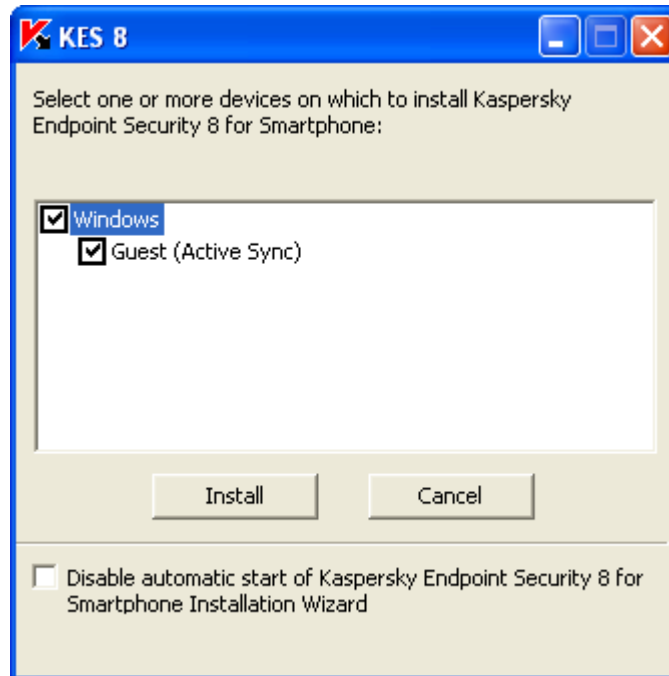 KES 8
Select one or more devices on which to install Kaspersky
Endpoint Security 8 for Smartphone:
Windows
Guest (Active Sync)
Install
Cancel
Disable automatic start of Kaspersky Endpoint Security 8 for
Smartphone Installation Wizard